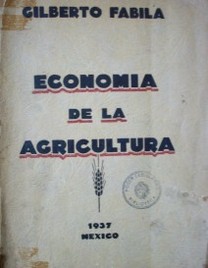 GILBERTO FABILA
ECONOMIA
DE LA
AGRICULTURA
1937
MEXICO